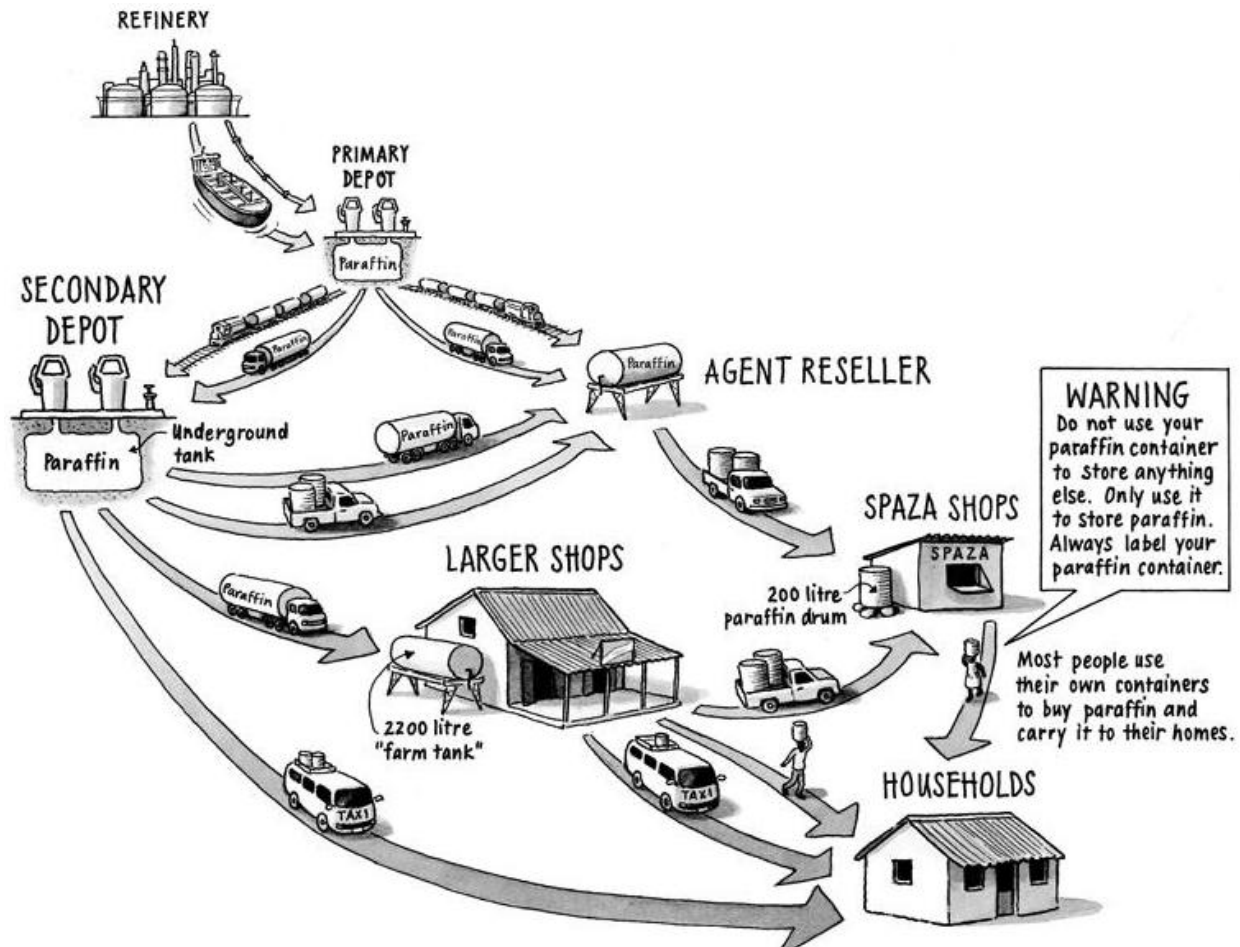 REFINERY
PRIMARY
DEPOT
Paraffin
SECONDARY
DEPOT
Paraffin
Paraffin
Paraffin
AGENT RESELLER
Underground
tank
Paraffin
Paraffin
WARNING
Do not use your
paraffin container
to store anything
else. Only use it
to store paraffin.
Always label your
paraffin container.
SPAZA SHOPS
SPAZA
200 litre
paraffin drum
LARGER SHOPS
Paraffin
2200 litre
"farm tank"
Most people use
their own containers
to buy paraffin and
carry it to their homes.
TAXI
TAXI
HOUSEHOLDS